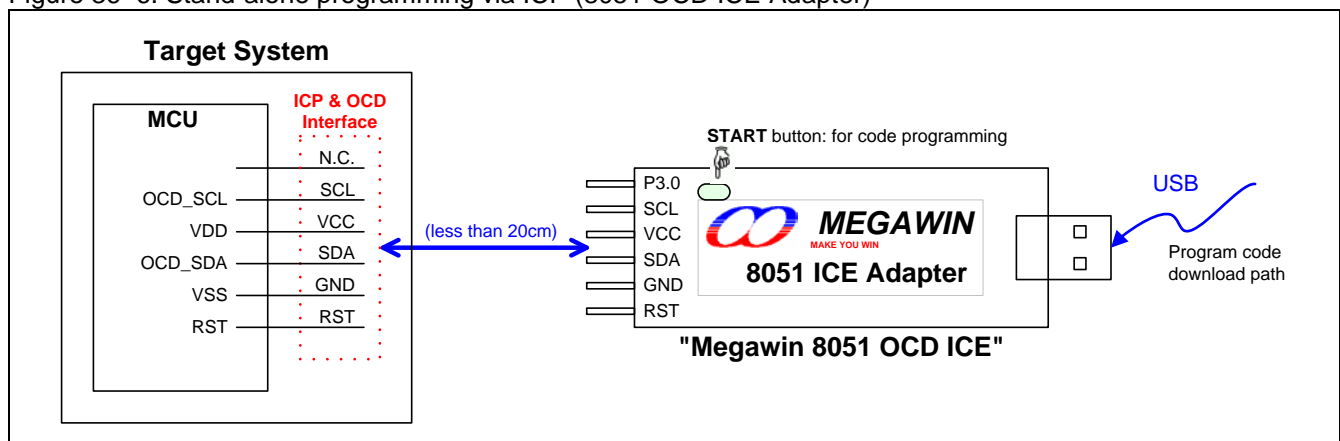 Figure Stand-alone programming via ICP (8051 OCD ICE Adapter)
Target System
MCU
ICP & OCD
Interface
N.C.
OCD_SCL
SCL
VDD
VCC
OCD_SDA
SDA
VSS
GND
RST
RST
(less than 20cm)
START button: for code programming
P3.0
SCL
VCC
SDA
GND
RST
MEGAWIN
MAKE YOU WIN
8051 ICE Adapter
"Megawin 8051 OCD ICE"
USB
Program code
download path